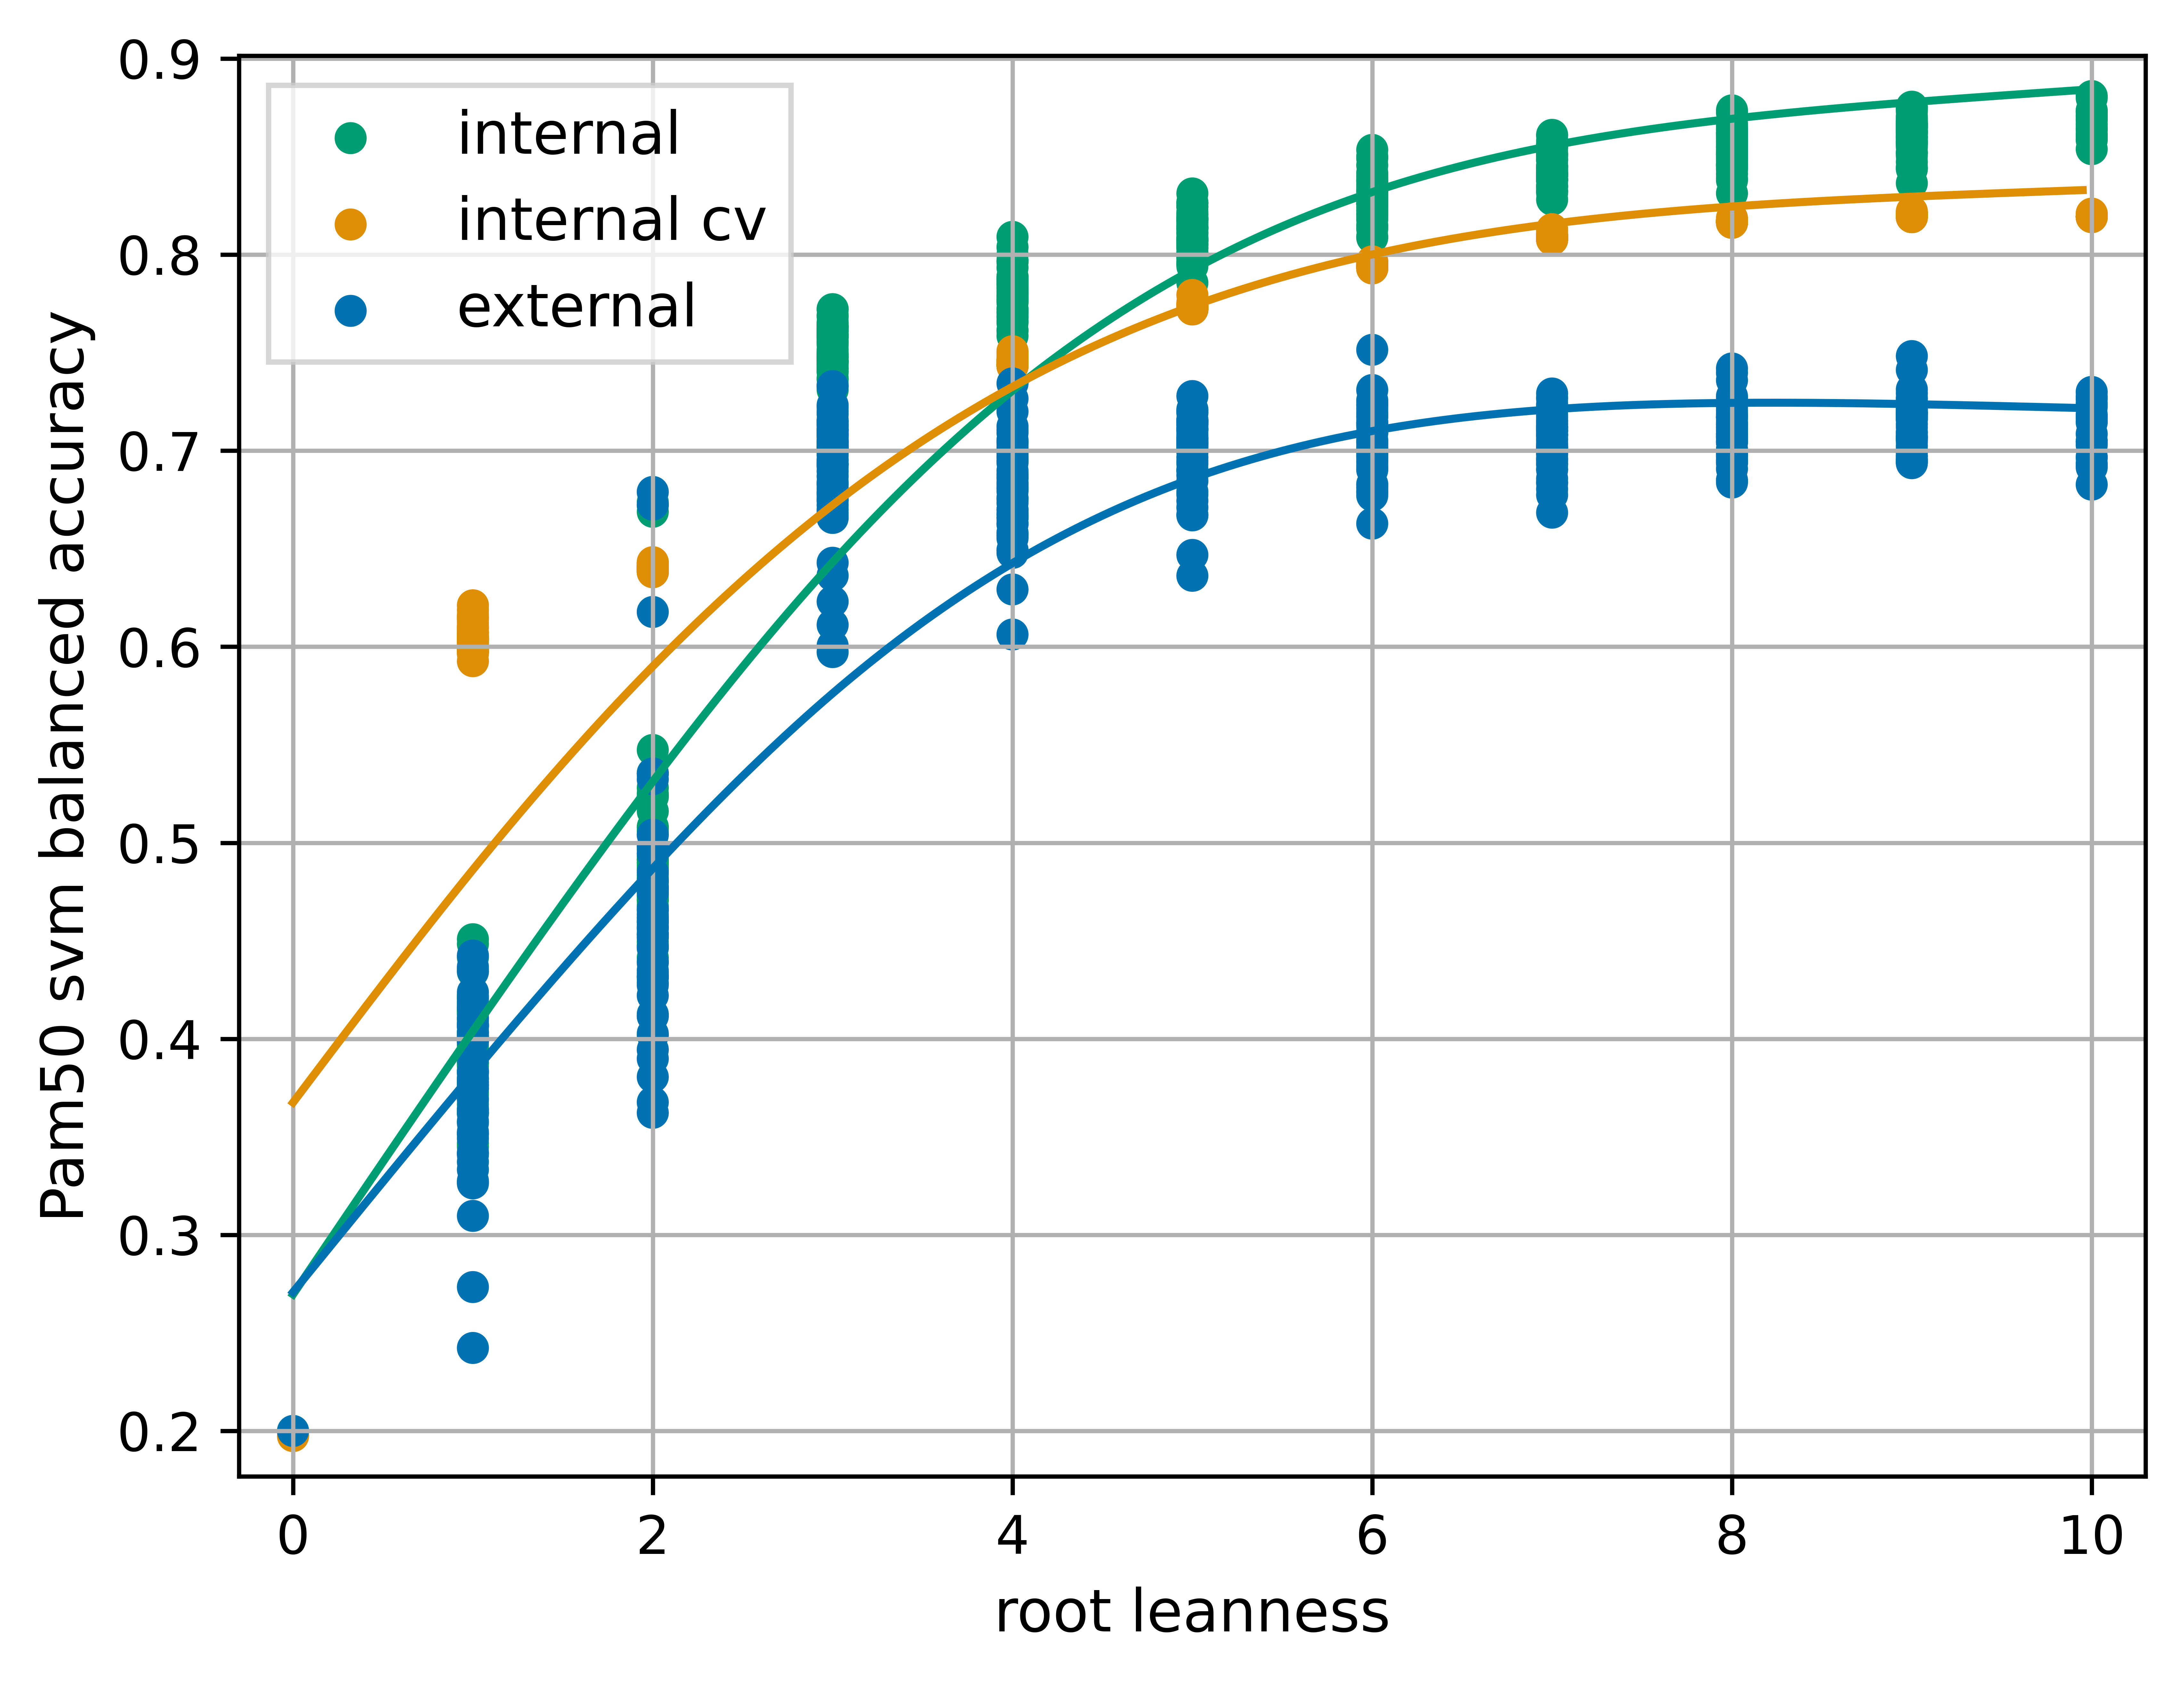 internal
internal cv
external
Pam50 svm balanced accuracy
0.9
0.8
0.7
0.6
0.5
0.4
0.3
0.2
0 2 4 6 8 10
root leanness